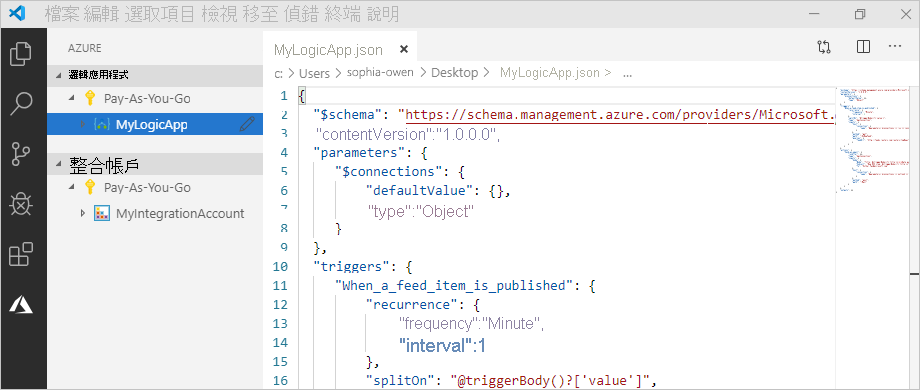 檔案 編輯 選取項目 檢視 移至 偵錯 終端 說明
AZURE
邏輯應用程式
Pay-As-You-Go
MyLogicApp
整合帳戶
Pay-As-You-Go
MyIntegrationAccount
MyLogicApp.json
c: > Users > sophia-owen > Desktop > MyLogicApp.json > ...
1 {
2 "$schema": "https://schema.management.azure.com/providers/Microsoft.
3 "contentVersion":"1.0.0.0",
4 "parameters": {
5 "$connections": {
6 "defaultValue": {},
7 "type":"Object"
8 }
9 },
10 "triggers": {
11 "When_a_feed_item_is_published": {
12 "recurrence": {
13 "frequency":"Minute",
14 "interval":1
15 },
16 "splitOn": "@triggerBody()?['value']",